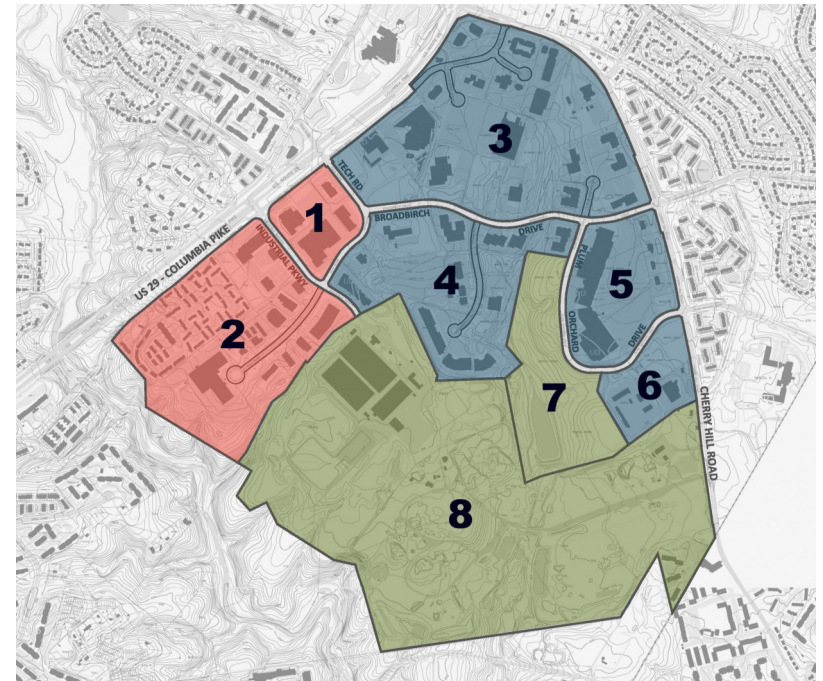 3
TECH RD
1
BROADBIRCH
DRIVE
US 29 - COLUMBIA PIKE
INDUSTRIAL PKWY
4
PLUM
5
2
ORCHARD
DRIVE
7
6
CHERRY HILL ROAD
8